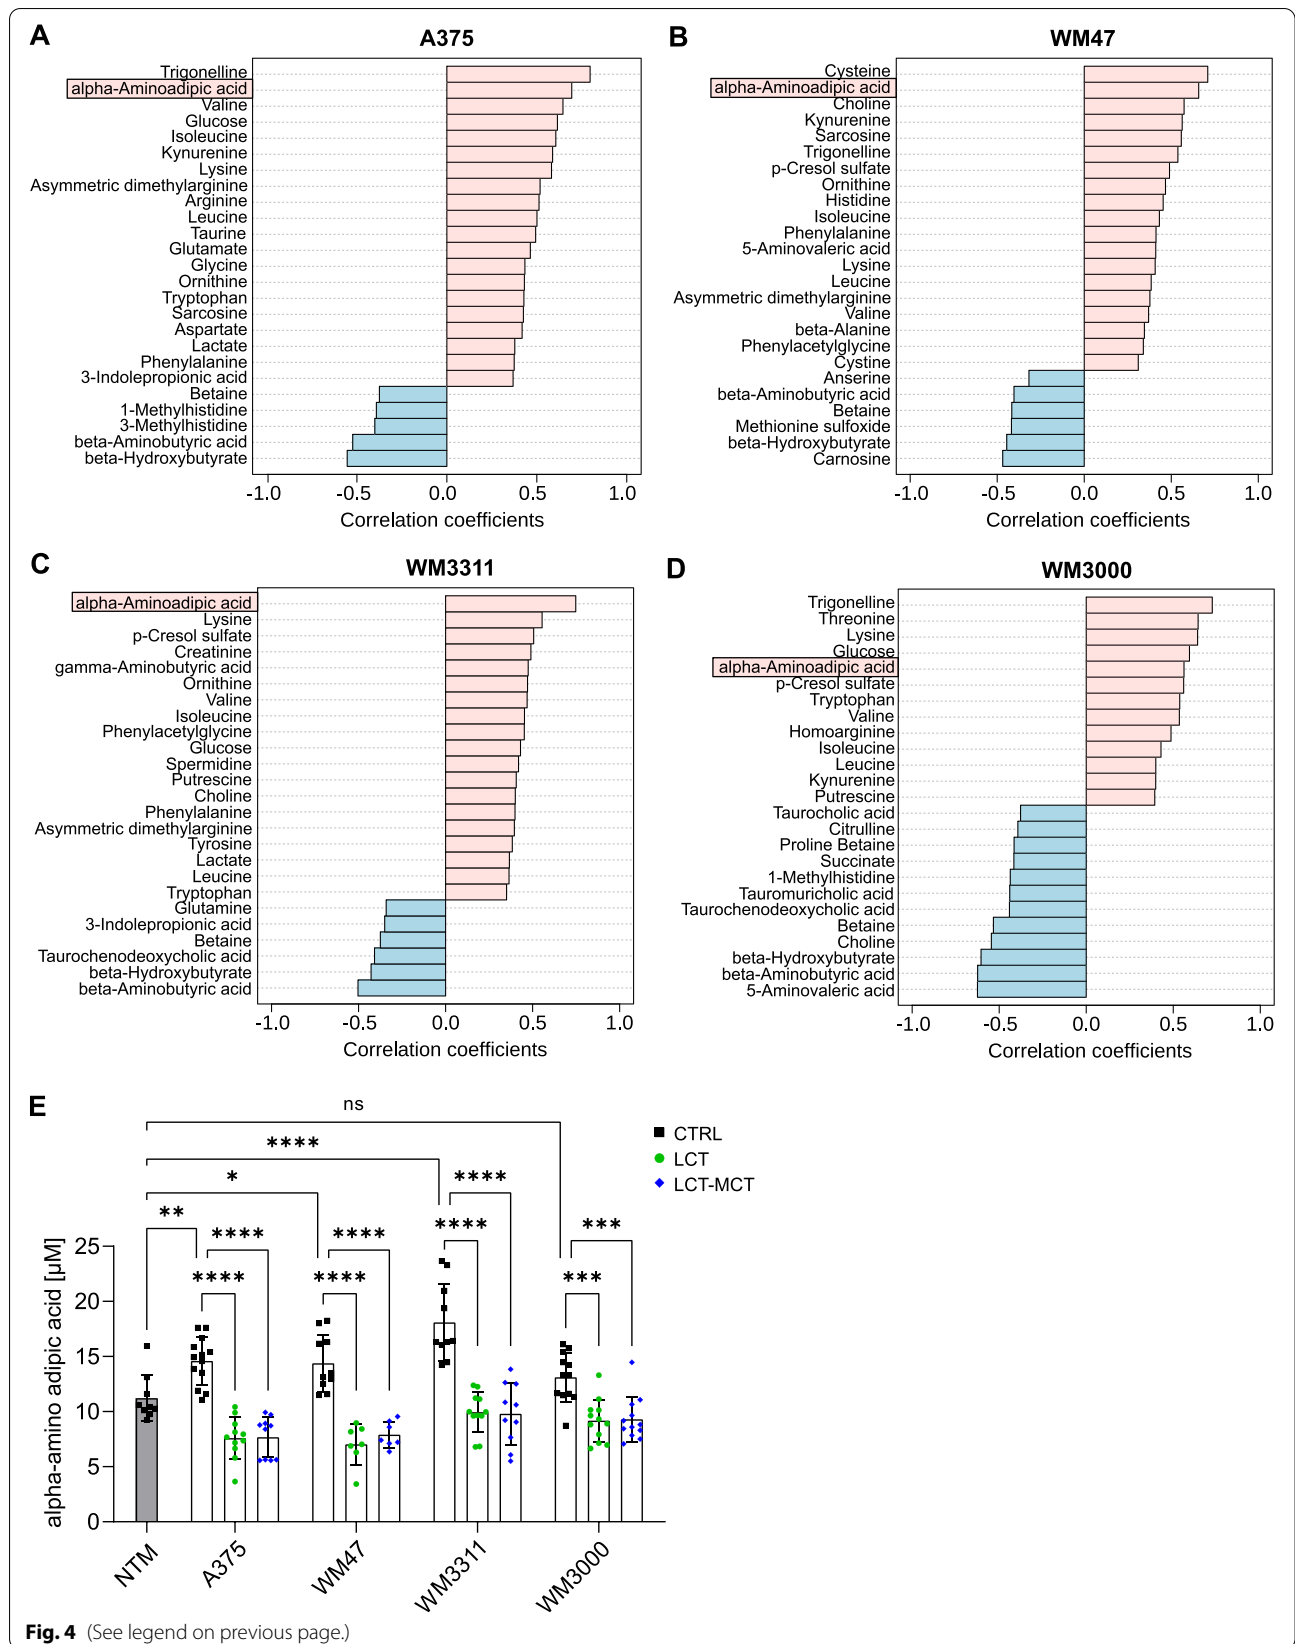 A
A375
Trigonelline
alpha-Aminoadipic acid
Valine
Glucose
Isoleucine
Kynurenine
Lysine
Asymmetric dimethylarginine
Arginine
Leucine
Taurine
Glutamate
Glycine
Ornithine
Tryptophan
Sarcosine
Aspartate
Lactate
Phenylalanine
3-Indolepropionic acid
Betaine
1-Methylhistidine
3-Methylhistidine
beta-Aminobutyric acid
beta-Hydroxybutyrate
-1.0 -0.5 0.0 0.5 1.0
Correlation coefficients
B
WM47
Cysteine
alpha-Aminoadipic acid
Choline
Kynurenine
Sarcosine
Trigonelline
p-Cresol sulfate
Ornithine
Histidine
Isoleucine
Phenylalanine
5-Aminovaleric acid
Lysine
Leucine
Asymmetric dimethylarginine
Valine
beta-Alanine
Phenylacetylglycine
Cystine
Anserine
beta-Aminobutyric acid
Betaine
Methionine sulfoxide
beta-Hydroxybutyrate
Carnosine
-1.0 -0.5 0.0 0.5 1.0
Correlation coefficients
C
WM3311
alpha-Aminoadipic acid
Lysine
p-Cresol sulfate
Creatinine
gamma-Aminobutyric acid
Ornithine
Valine
Isoleucine
Phenylacetylglycine
Glucose
Spermidine
Putrescine
Choline
Phenylalanine
Asymmetric dimethylarginine
Tyrosine
Lactate
Leucine
Tryptophan
Glutamine
3-Indolepropionic acid
Betaine
Taurochenodeoxycholic acid
beta-Hydroxybutyrate
beta-Aminobutyric acid
-1.0 -0.5 0.0 0.5 1.0
Correlation coefficients
D
WM3000
Trigonelline
Threonine
Lysine
Glucose
alpha-Aminoadipic acid
p-Cresol sulfate
Tryptophan
Valine
Homoarginine
Isoleucine
Leucine
Kynurenine
Putrescine
Taurocholic acid
Citrulline
Proline Betaine
Succinate
1-Methylhistidine
Tauromuricholic acid
Taurochenodeoxycholic acid
Betaine
Choline
beta-Hydroxybutyrate
beta-Aminobutyric acid
5-Aminovaleric acid
-1.0 -0.5 0.0 0.5 1.0
Correlation coefficients
E
ns
****
*
****
**
****
****
****
***
****
****
***
CTRL
LCT
LCT-MCT
alpha-amino adipic acid [µM]
25
20
15
10
5
0
NTM
A375
WM47
WM3311
WM3000
Fig. 4 (See legend on previous page.)